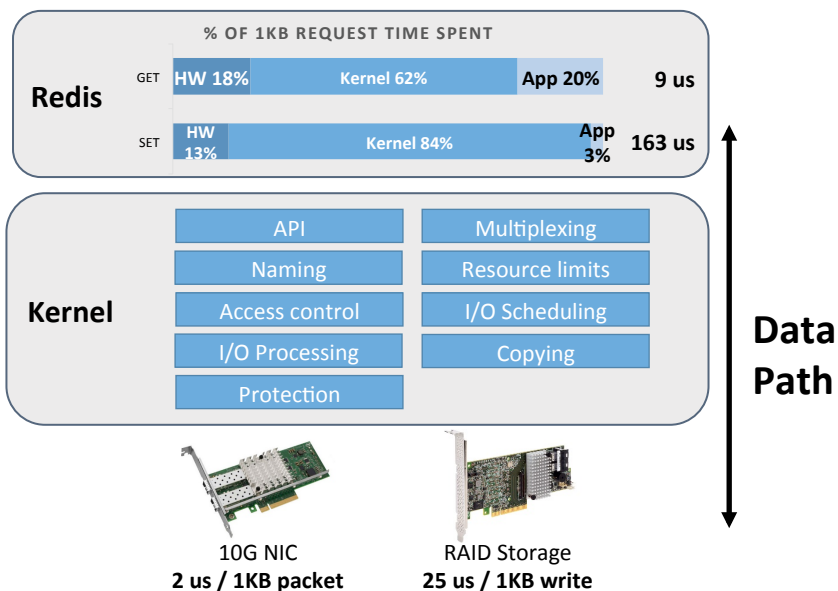 % OF 1KB REQUEST TIME SPENT
Redis
GET
HW 18%
Kernel 62%
App 20%
9 us
SET
HW
13%
Kernel 84%
App
3%
163 us
Kernel
API
Multiplexing
Naming
Resource limits
Access control
I/O Scheduling
I/O Processing
Copying
Protection
Data
Path
10G NIC
2 us / 1KB packet
RAID Storage
25 us / 1KB write